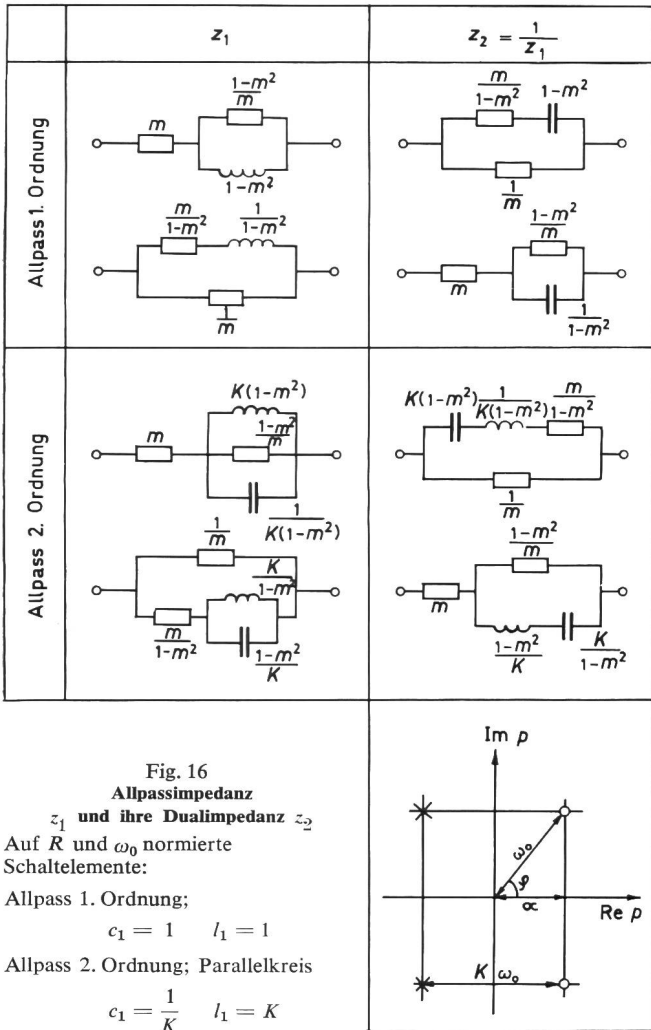 z₁
z₂ = 1/z₁
Allpass 1. Ordnung
m
(1−m²)/m
1−m²
m/(1−m²)
1−m²
1/m
m/(1−m²)
1/(1−m²)
1/m
(1−m²)/m
m
1/(1−m²)
Allpass 2. Ordnung
K(1−m²)
m
(1−m²)/m
1/(K(1−m²))
K(1−m²)
1/(K(1−m²))
m/(1−m²)
1/m
1/m
K/(1−m²)
m/(1−m²)
(1−m²)/K
(1−m²)/m
m
(1−m²)/K
K/(1−m²)
Fig. 16
Allpassimpedanz
z₁ und ihre Dualimpedanz z₂
Auf R und ω₀ normierte
Schaltelemente:
Allpass 1. Ordnung;
c₁ = 1 l₁ = 1
Allpass 2. Ordnung; Parallelkreis
c₁ = 1/K l₁ = K
Im p
ω₀
φ
α
Re p
K ω₀